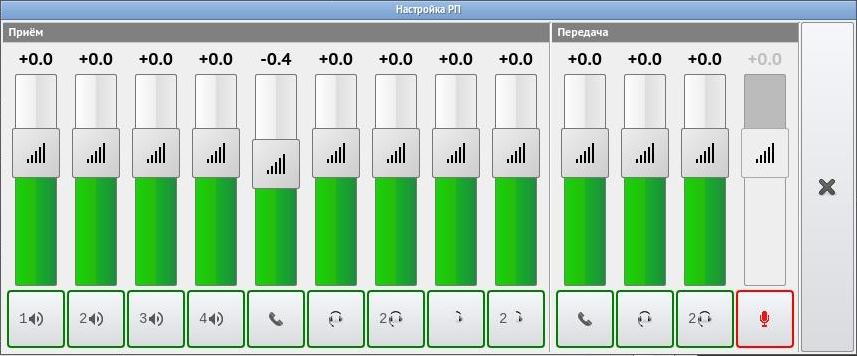 Настройка РП
Приём
Передача
+0.0 +0.0 +0.0 +0.0 -0.4 +0.0 +0.0 +0.0 +0.0 +0.0 +0.0 +0.0 +0.0
1 2 3 4 2 2 2